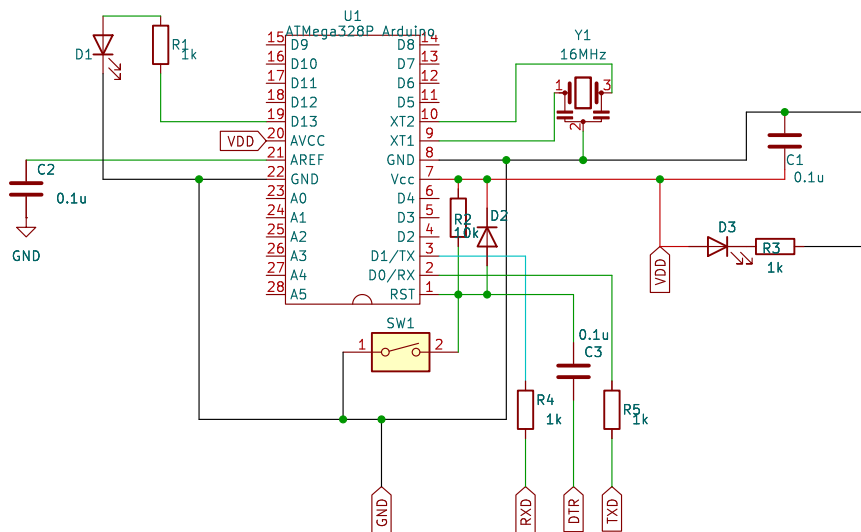 U1
ATMega328P_Arduino
15 D9
16 D10
17 D11
18 D12
19 D13
20 AVCC
21 AREF
22 GND
23 A0
24 A1
25 A2
26 A3
27 A4
28 A5
D8 14
D7 13
D6 12
D5 11
XT2 10
XT1 9
GND 8
Vcc 7
D4 6
D3 5
D2 4
D1/TX 3
D0/RX 2
RST 1
D1
R1
1k
VDD
C2
0.1u
GND
Y1
16MHz
1 3
2
C1
0.1u
R2
10k
D2
D3
R3
1k
VDD
SW1
1 2
0.1u
C3
R4
1k
R5
1k
GND
RXD
DTR
TXD